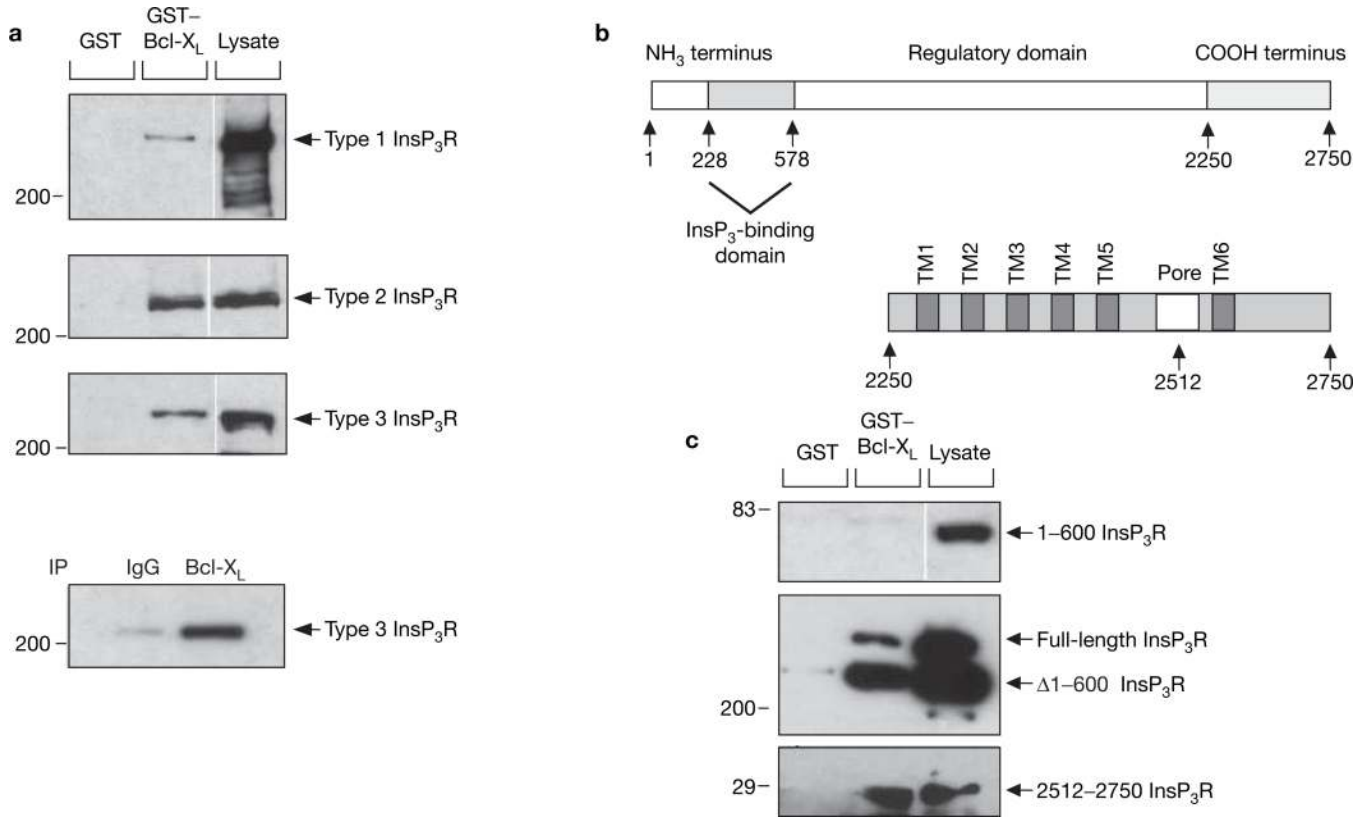 a
GST
GST–
Bcl-XL
Lysate
Type 1 InsP3R
200
Type 2 InsP3R
200
Type 3 InsP3R
200
IP
IgG
Bcl-XL
Type 3 InsP3R
200
b
NH3 terminus
Regulatory domain
COOH terminus
1
228
578
2250
2750
InsP3-binding
domain
TM1
TM2
TM3
TM4
TM5
Pore
TM6
2250
2512
2750
c
GST
GST–
Bcl-XL
Lysate
83
1–600 InsP3R
Full-length InsP3R
Δ1–600 InsP3R
200
29
2512–2750 InsP3R